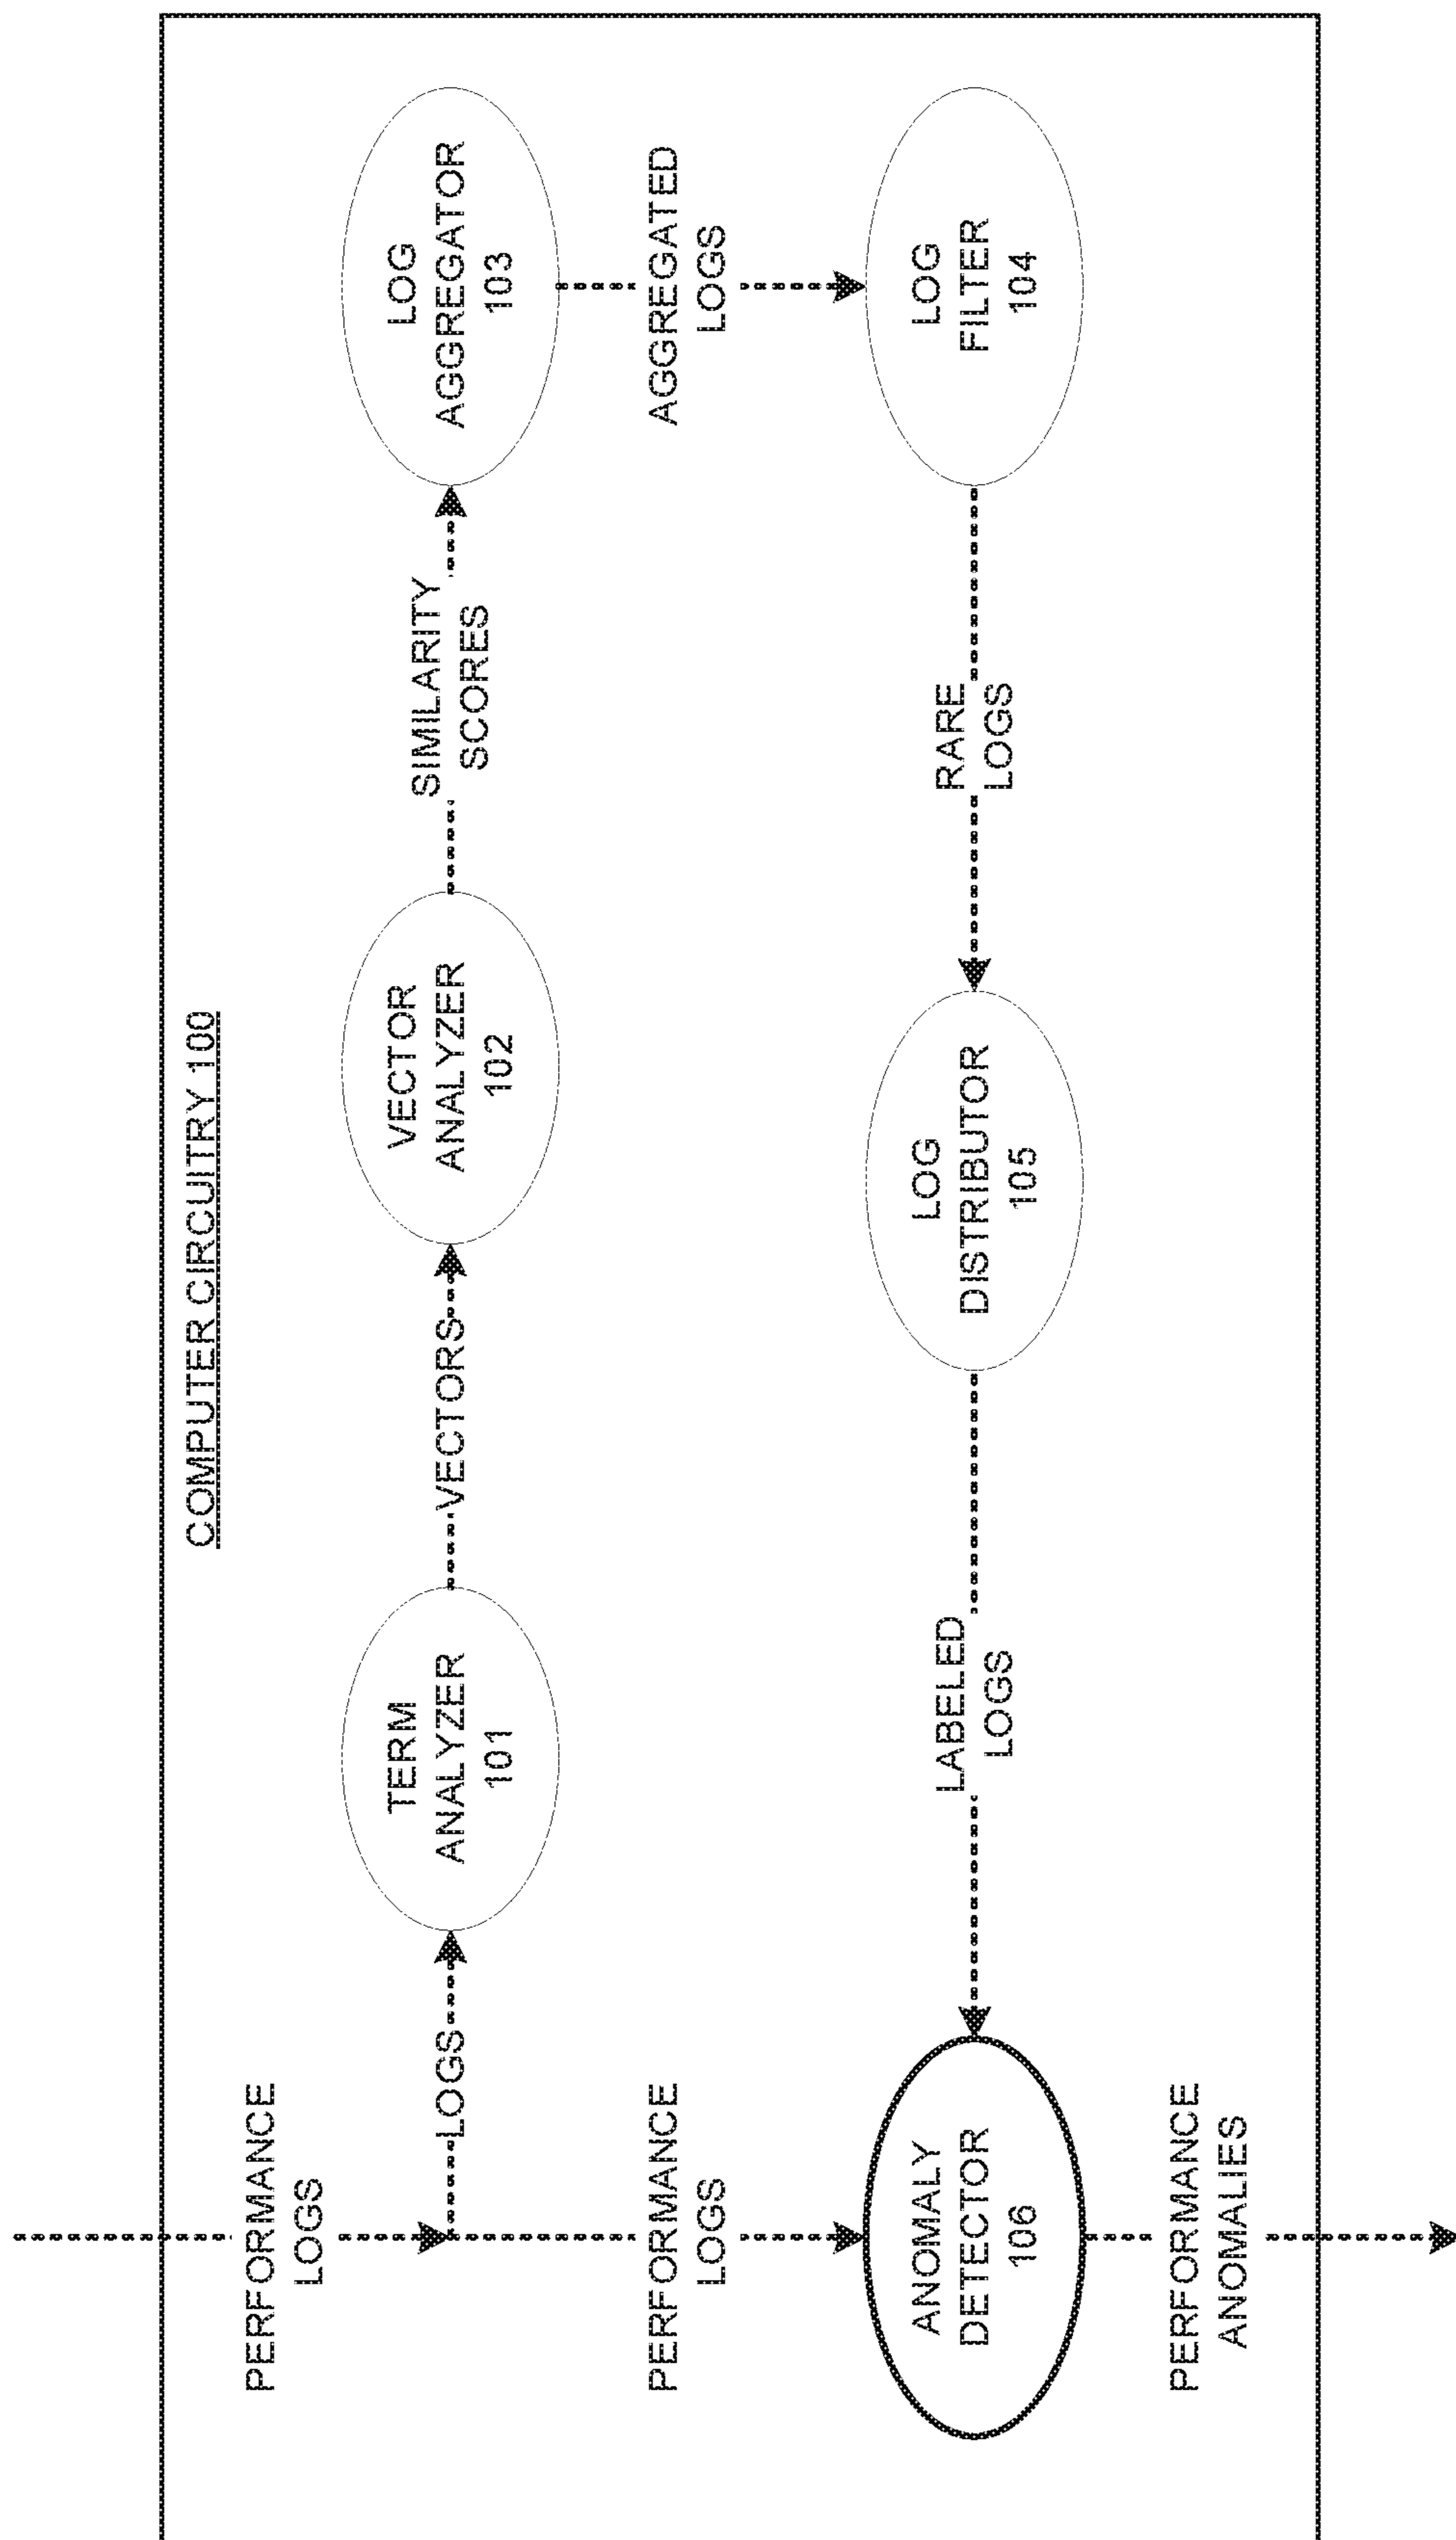 COMPUTER CIRCUITRY 100
PERFORMANCE
LOGS
LOGS
TERM
ANALYZER
101
VECTORS
VECTOR
ANALYZER
102
SIMILARITY
SCORES
LOG
AGGREGATOR
103
PERFORMANCE
LOGS
AGGREGATED
LOGS
ANOMALY
DETECTOR
106
LABELED
LOGS
LOG
DISTRIBUTOR
105
RARE
LOGS
LOG
FILTER
104
PERFORMANCE
ANOMALIES